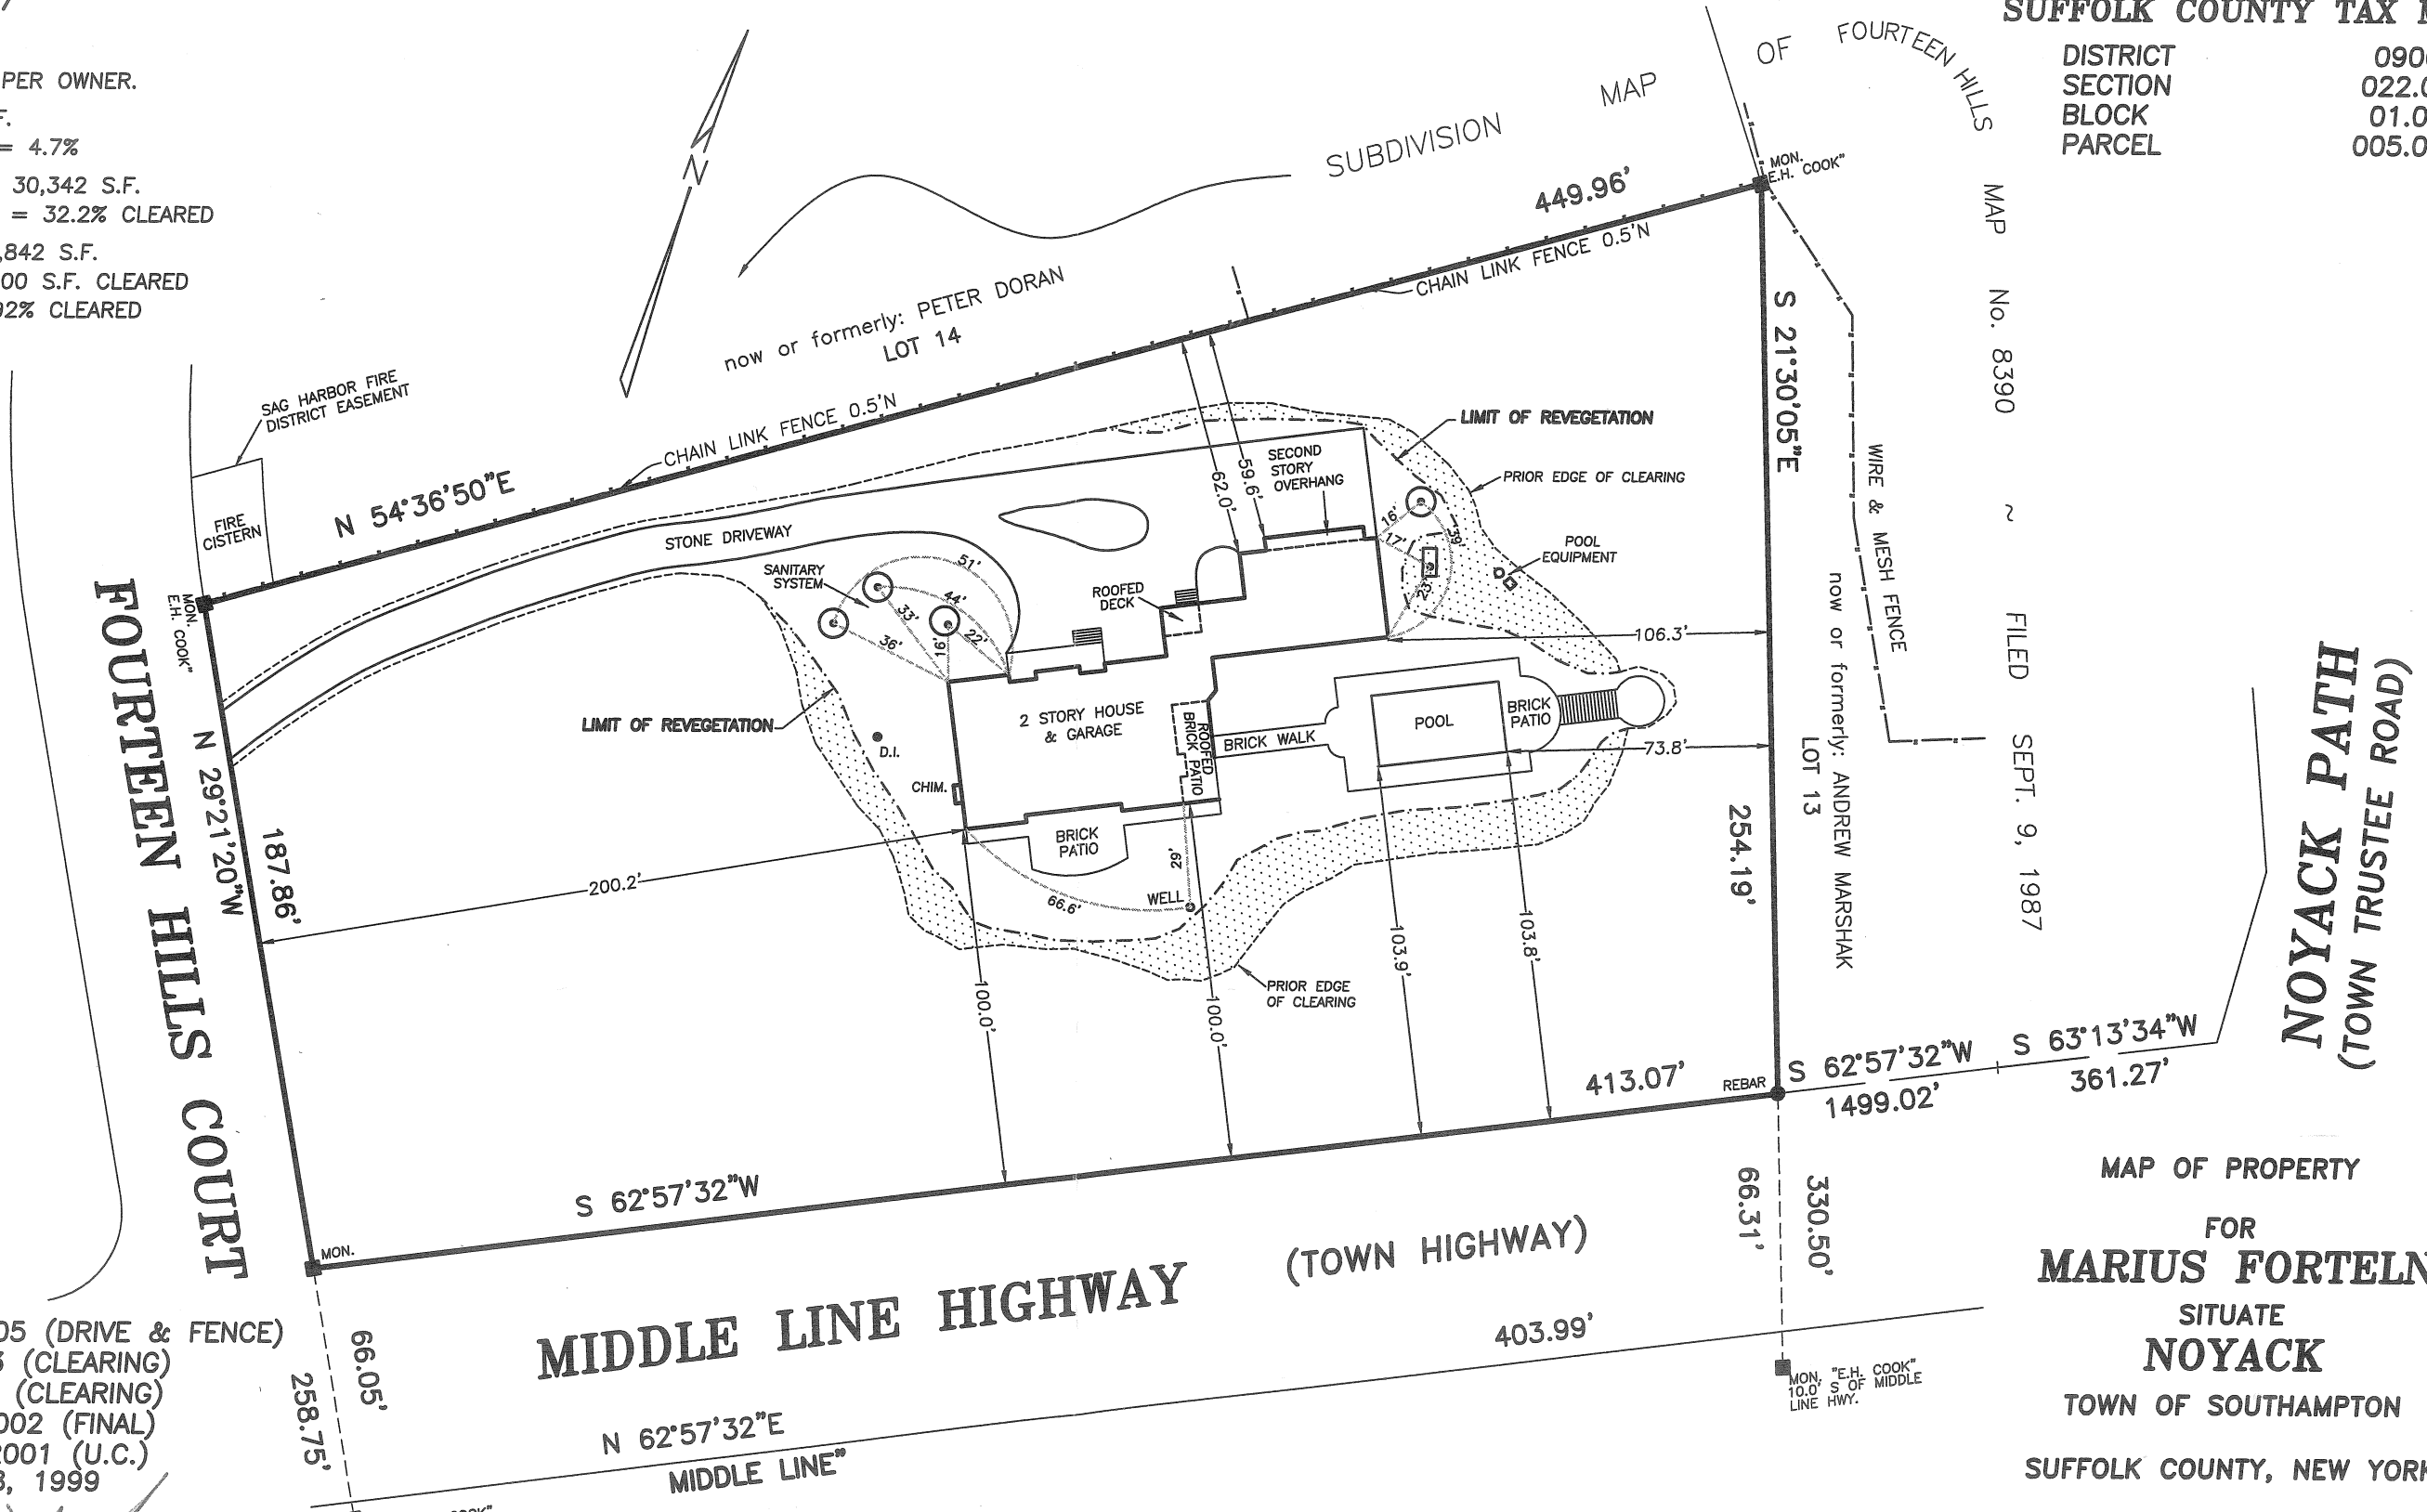 SUFFOLK COUNTY TAX
DISTRICT
SECTION
BLOCK
PARCEL
PER OWNER.
= 4.7%
30,342 S.F.
= 32.2% CLEARED
,842 S.F.
00 S.F. CLEARED
92% CLEARED
SUBDIVISION MAP OF FOURTEEN HILLS
MAP No. 8390 ~ FILED SEPT. 9, 1987
N
MON.
E.H. COOK"
449.96'
CHAIN LINK FENCE 0.5'N
now or formerly: PETER DORAN
LOT 14
CHAIN LINK FENCE 0.5'N
N 54°36'50"E
SAG HARBOR FIRE
DISTRICT EASEMENT
FIRE
CISTERN
MON.
E.H. COOK"
S 21°30'05"E
254.19'
WIRE & MESH FENCE
now or formerly: ANDREW MARSHAK
LOT 13
LIMIT OF REVEGETATION
PRIOR EDGE OF CLEARING
SECOND
STORY
OVERHANG
59.6'
62.0'
16'
17'
39'
23'
POOL
EQUIPMENT
STONE DRIVEWAY
SANITARY
SYSTEM
51'
44'
33'
36'
16'
22'
ROOFED
DECK
106.3'
LIMIT OF REVEGETATION
2 STORY HOUSE
& GARAGE
ROOFED
BRICK PATIO
BRICK WALK
POOL
BRICK
PATIO
73.8'
D.I.
CHIM.
BRICK
PATIO
200.2'
66.6'
29'
WELL
PRIOR EDGE
OF CLEARING
100.0'
100.0'
103.9'
103.8'
FOURTEEN HILLS COURT
N 29°21'20"W
187.86'
NOYACK PATH
(TOWN TRUSTEE ROAD)
413.07'
REBAR
S 62°57'32"W
1499.02'
S 63°13'34"W
361.27'
S 62°57'32"W
MON.
MIDDLE LINE HIGHWAY (TOWN HIGHWAY)
66.31'
330.50'
66.05'
258.75'
403.99'
N 62°57'32"E
MIDDLE LINE"
MON. "E.H. COOK"
10.0' S OF MIDDLE
LINE HWY.
05 (DRIVE & FENCE)
(CLEARING)
(CLEARING)
002 (FINAL)
2001 (U.C.)
, 1999
MAP OF PROPERTY
FOR
MARIUS FORTELN
SITUATE
NOYACK
TOWN OF SOUTHAMPTON
SUFFOLK COUNTY, NEW YORK